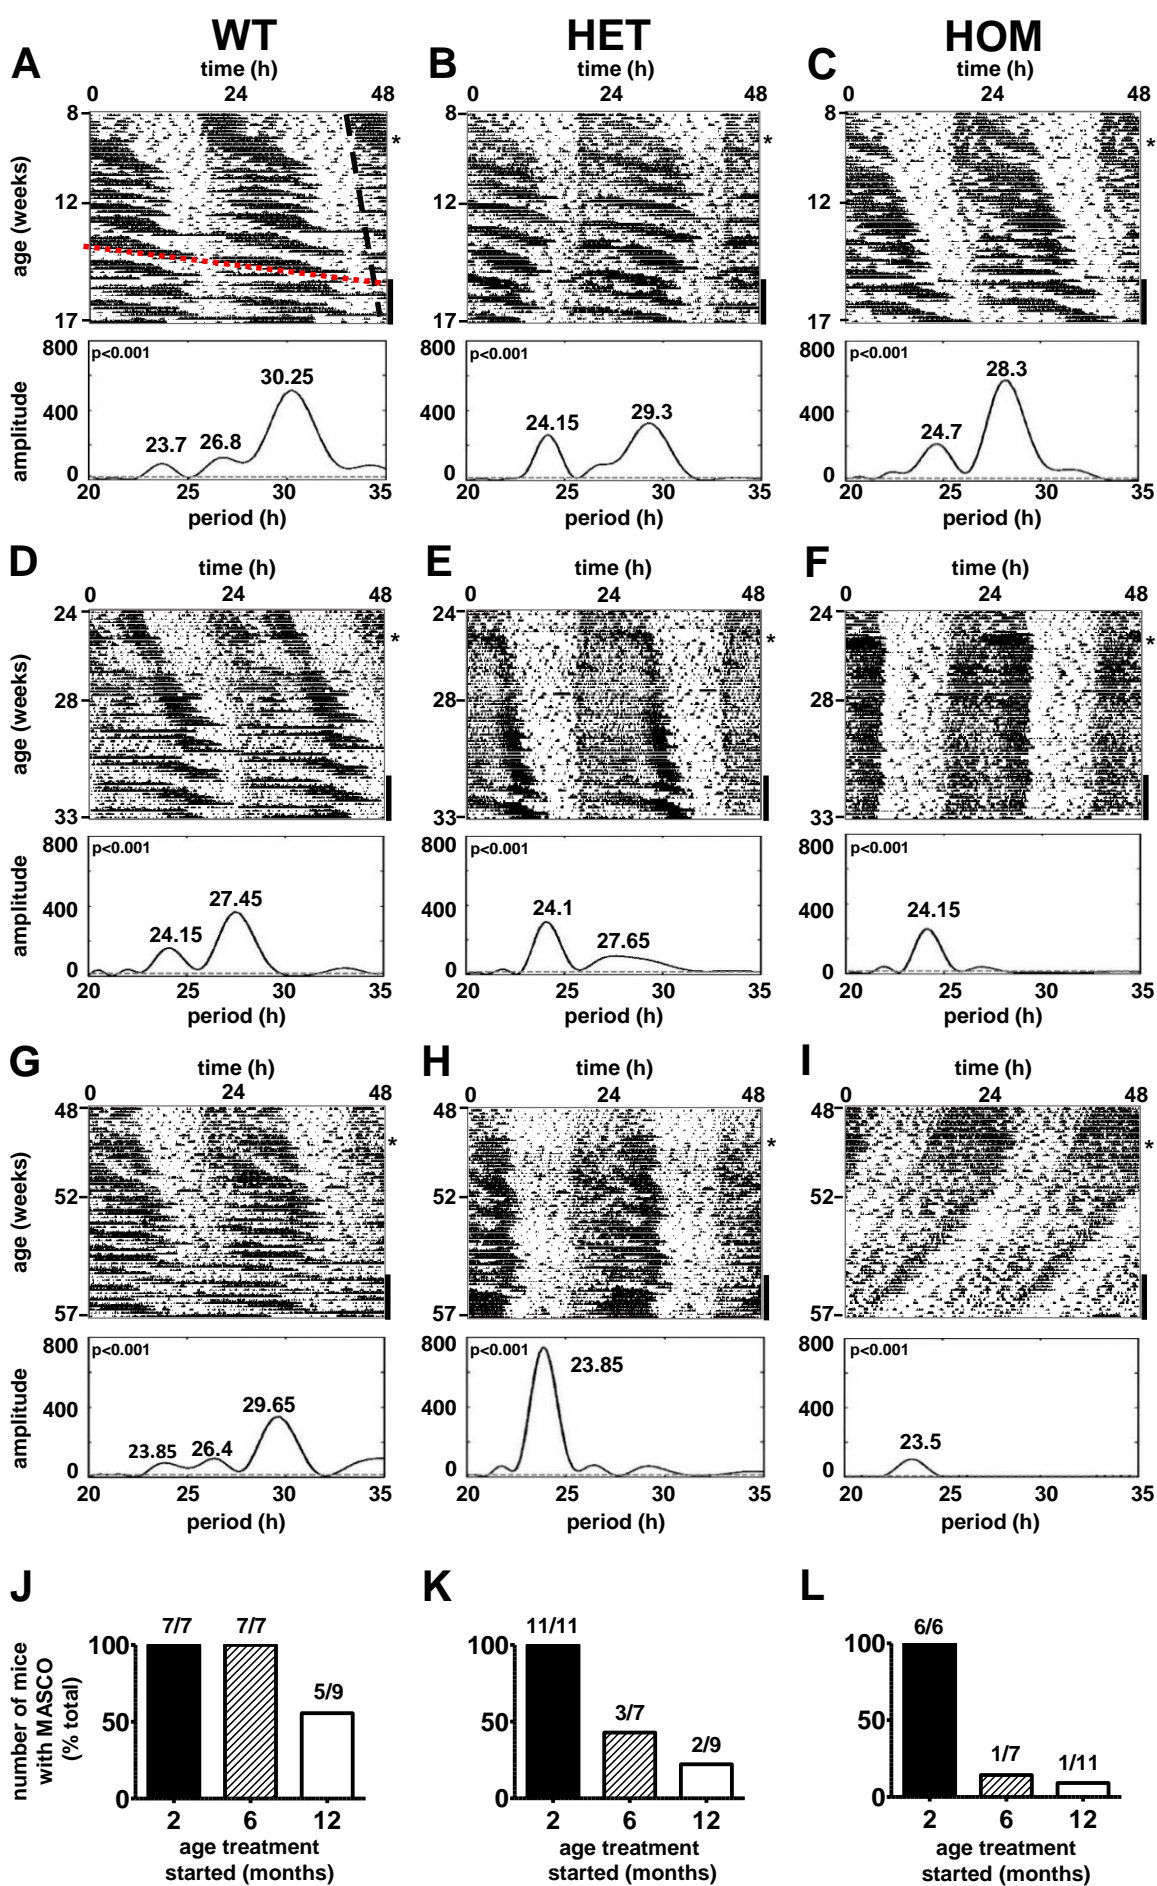 WT HET HOM
A B C
time (h) time (h) time (h)
0 24 48 0 24 48 0 24 48
8 8 8
* * *
12 12 12
age (weeks)
17 17 17
800 p<0.001 800 p<0.001 800 p<0.001
30.25 29.3 28.3
400 400 400
23.7 26.8 24.15 24.7
amplitude
0 0 0
20 25 30 35 20 25 30 35 20 25 30 35
period (h) period (h) period (h)
D E F
time (h) time (h) time (h)
0 24 48 0 24 48 0 24 48
24 24 24
* * *
28 28 28
age (weeks)
33 33 33
800 p<0.001 800 p<0.001 800 p<0.001
27.45 24.1 24.15
400 400 400
24.15 27.65
amplitude
0 0 0
20 25 30 35 20 25 30 35 20 25 30 35
period (h) period (h) period (h)
G H I
time (h) time (h) time (h)
0 24 48 0 24 48 0 24 48
48 48 48
* * *
52 52 52
age (weeks)
57 57 57
800 p<0.001 800 p<0.001 800 p<0.001
23.85
400 29.65 400 400
23.85 26.4 23.5
amplitude
0 0 0
20 25 30 35 20 25 30 35 20 25 30 35
period (h) period (h) period (h)
J K L
7/7 7/7 11/11 6/6
100 100 100
5/9 3/7 2/9 1/7 1/11
50 50 50
number of mice
with MASCO
(% total)
0 0 0
2 6 12 2 6 12 2 6 12
age treatment age treatment age treatment
started (months) started (months) started (months)